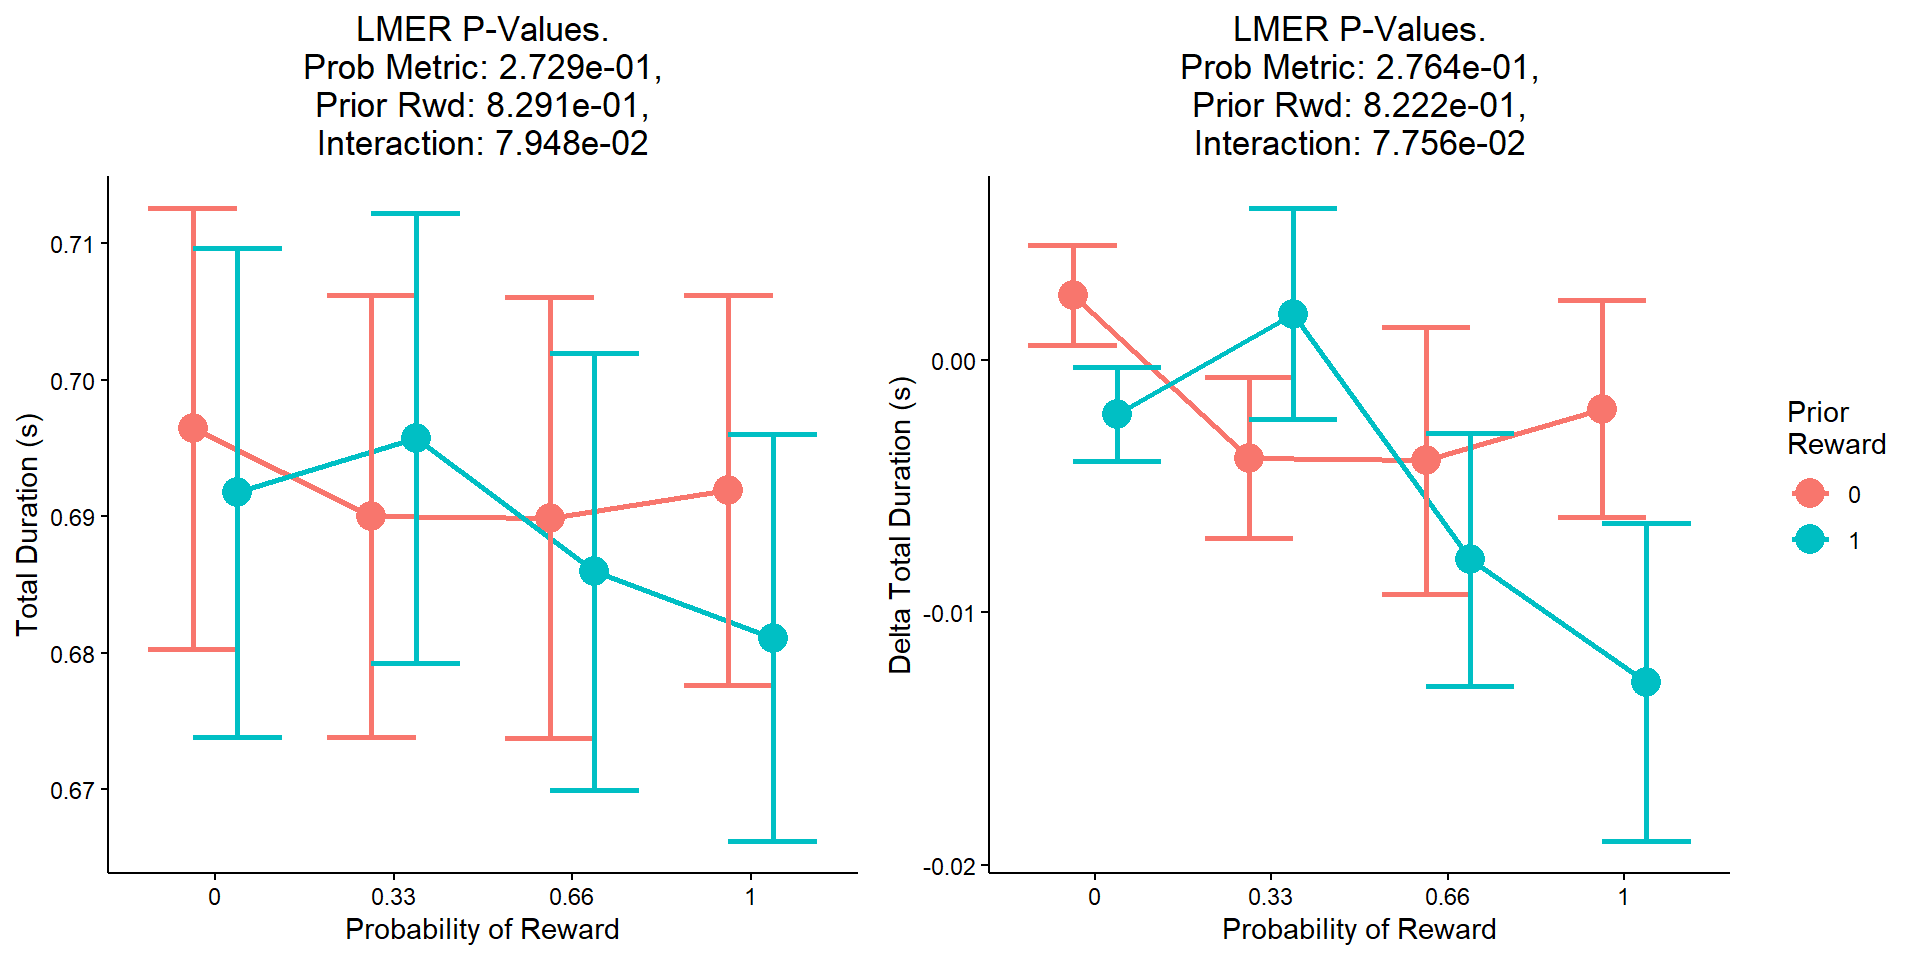 LMER P-Values.
Prob Metric: 2.729e-01,
Prior Rwd: 8.291e-01,
Interaction: 7.948e-02
Total Duration (s)
0.71
0.70
0.69
0.68
0.67
0
0.33
0.66
1
Probability of Reward
LMER P-Values.
Prob Metric: 2.764e-01,
Prior Rwd: 8.222e-01,
Interaction: 7.756e-02
Delta Total Duration (s)
0.00
-0.01
-0.02
0
0.33
0.66
1
Probability of Reward
Prior
Reward
0
1